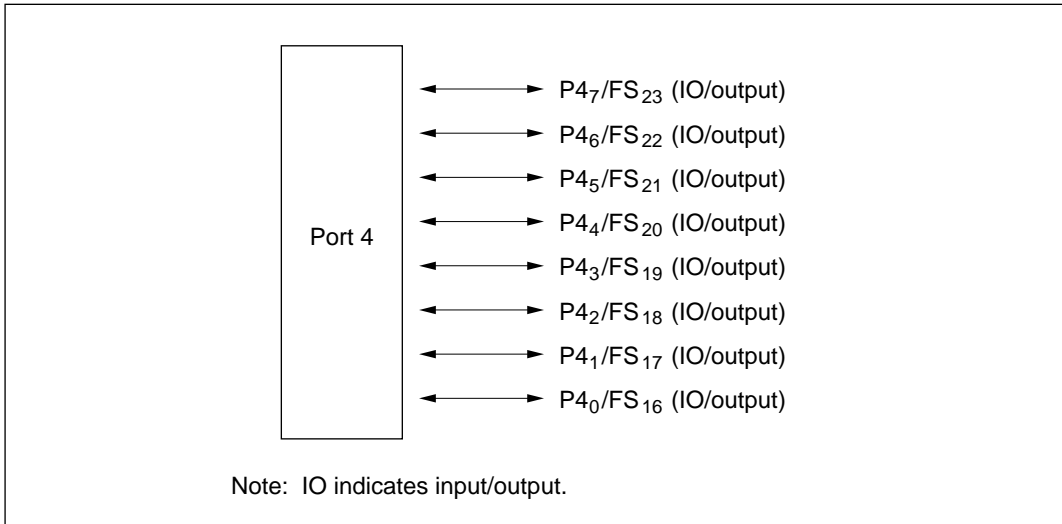 P4₇/FS₂₃ (IO/output)
P4₆/FS₂₂ (IO/output)
P4₅/FS₂₁ (IO/output)
P4₄/FS₂₀ (IO/output)
Port 4
P4₃/FS₁₉ (IO/output)
P4₂/FS₁₈ (IO/output)
P4₁/FS₁₇ (IO/output)
P4₀/FS₁₆ (IO/output)
Note: IO indicates input/output.